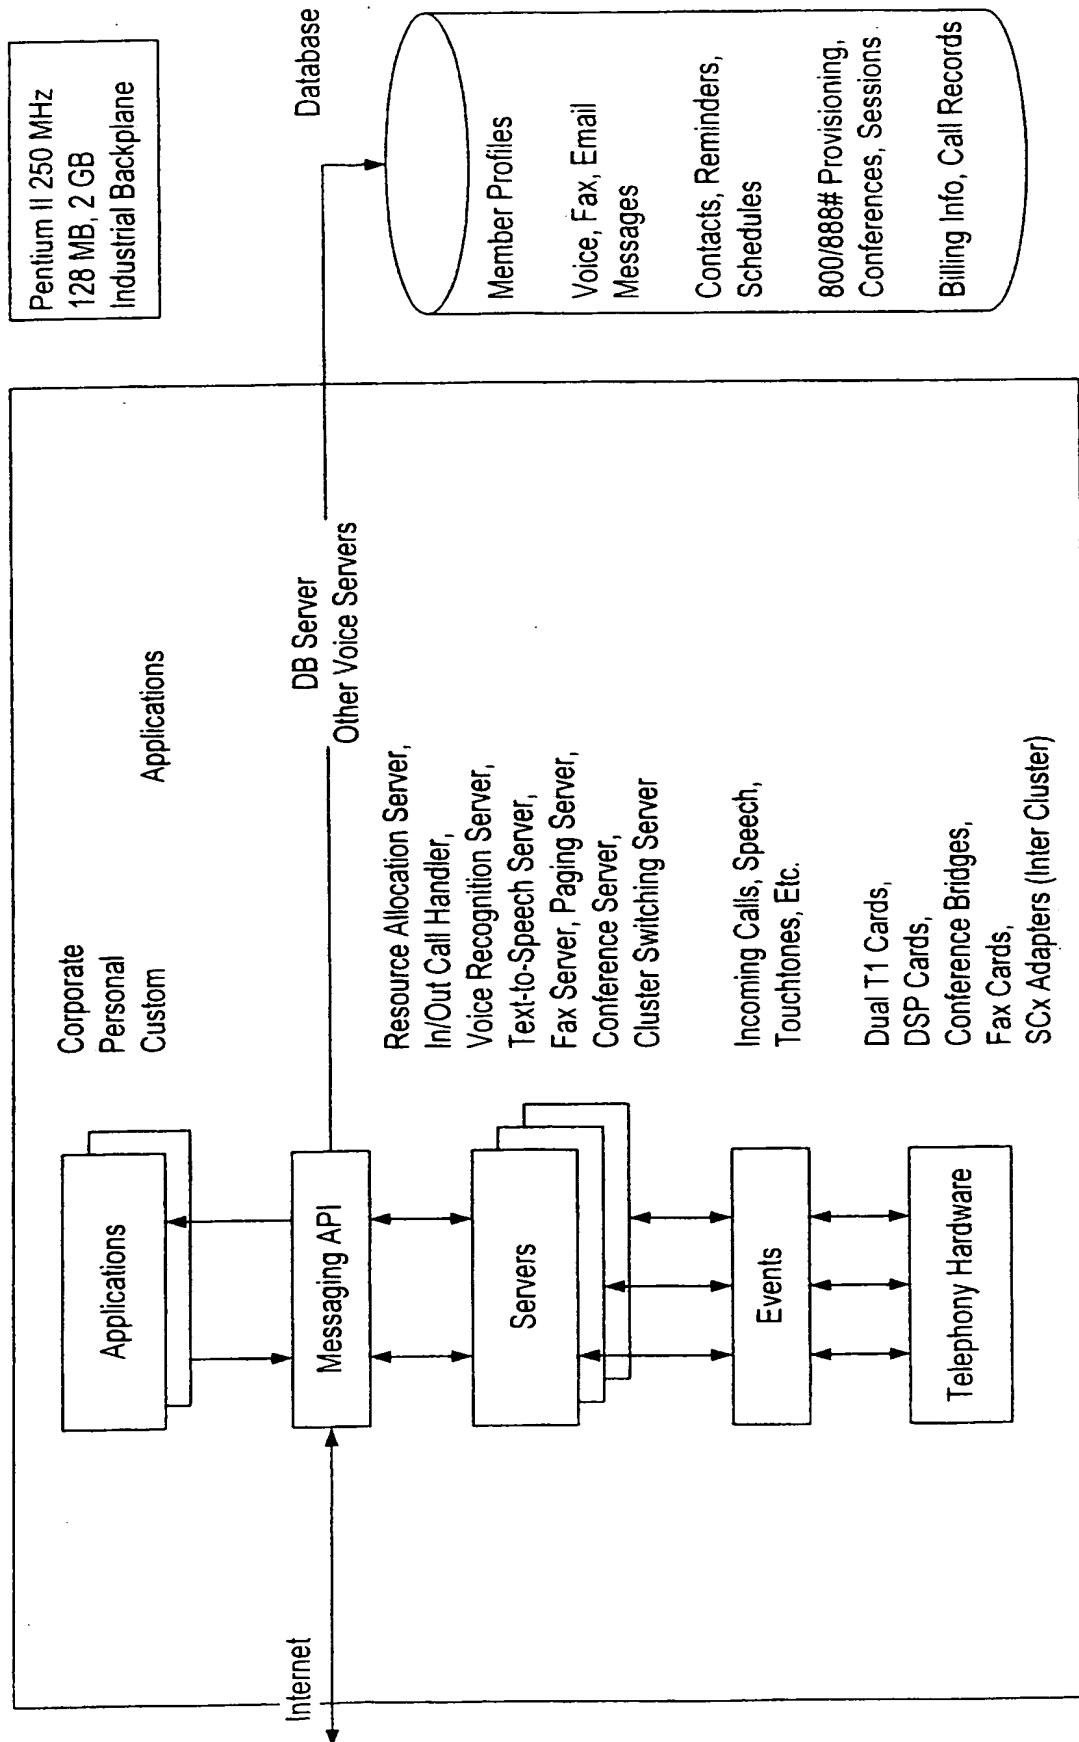 Pentium II 250 MHz
128 MB, 2 GB
Industrial Backplane
Corporate
Personal
Custom
Applications
Applications
Internet
Messaging API
DB Server
Other Voice Servers
Database
Servers
Resource Allocation Server,
In/Out Call Handler,
Voice Recognition Server,
Text-to-Speech Server,
Fax Server, Paging Server,
Conference Server,
Cluster Switching Server
Events
Incoming Calls, Speech,
Touchtones, Etc.
Telephony Hardware
Dual T1 Cards,
DSP Cards,
Conference Bridges,
Fax Cards,
SCx Adapters (Inter Cluster)
Member Profiles
Voice, Fax, Email
Messages
Contacts, Reminders,
Schedules
800/888# Provisioning,
Conferences, Sessions
Billing Info, Call Records